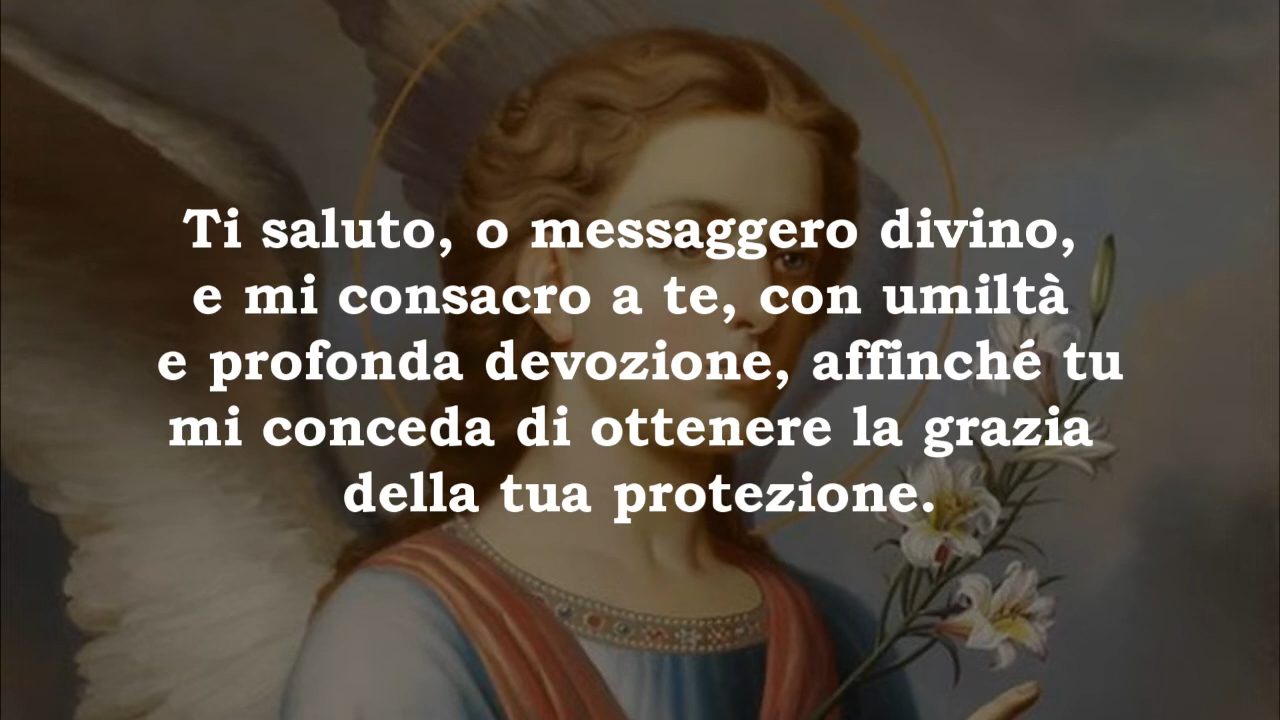 Ti saluto, o messaggero divino,
e mi consacro a te, con umiltà
e profonda devozione, affinché tu
mi conceda di ottenere la grazia
della tua protezione.